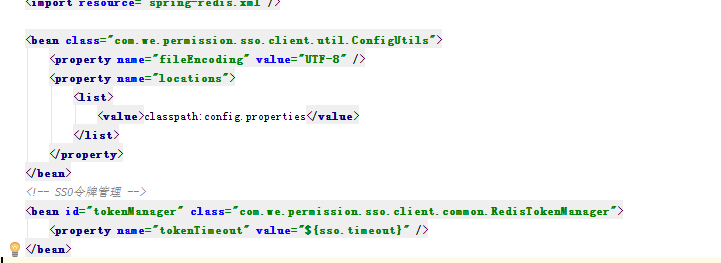 <import resource="spring-redis.xml"/>
<bean class="com.we.permission.sso.client.util.ConfigUtils">
<property name="fileEncoding" value="UTF-8" />
<property name="locations">
<list>
<value>classpath:config.properties</value>
</list>
</property>
</bean>
<!-- SSO令牌管理 -->
<bean id="tokenManager" class="com.we.permission.sso.client.common.RedisTokenManager">
<property name="tokenTimeout" value="${sso.timeout}" />
</bean>